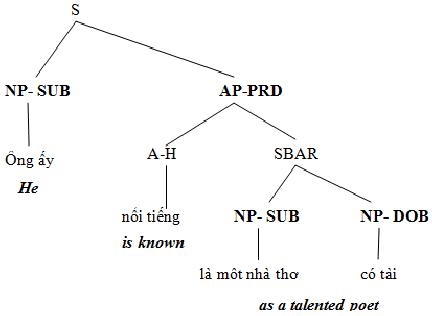 S
NP- SUB AP-PRD
Ông ấy A-H SBAR
He
nổi tiếng NP- SUB NP- DOB
is known
là một nhà thơ có tài
as a talented poet